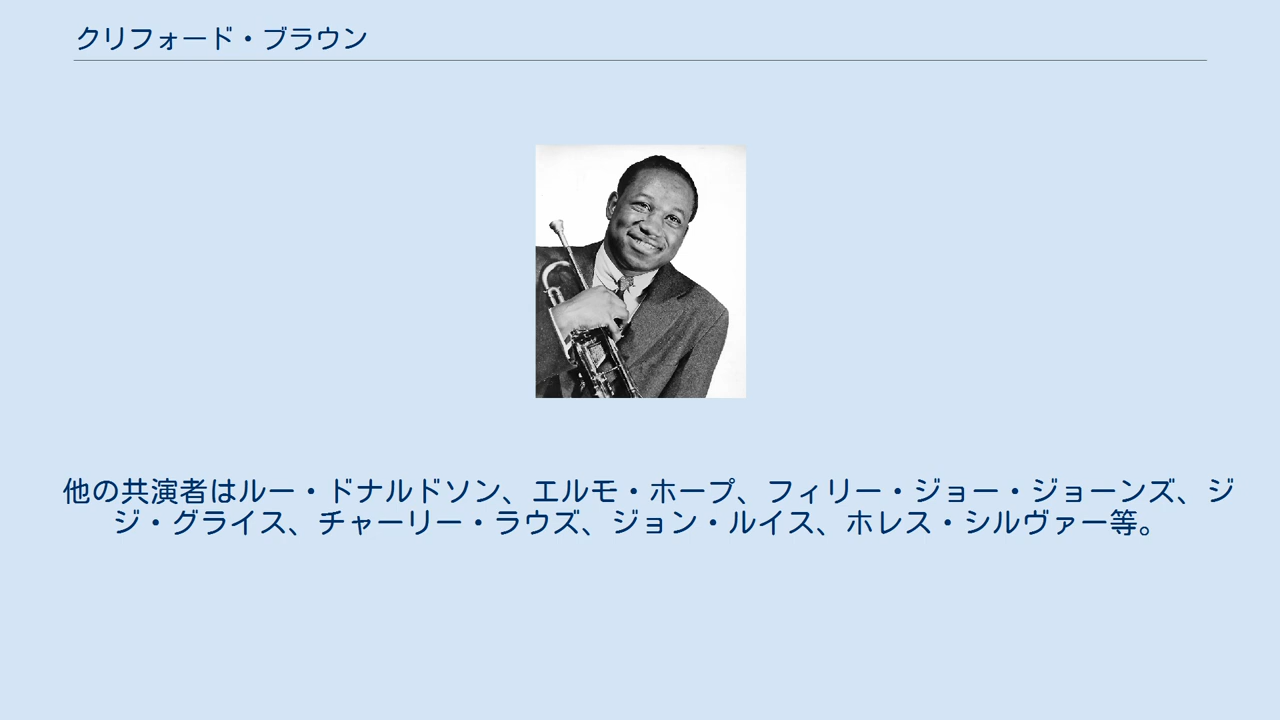 クリフォード・ブラウン
他の共演者はルー・ドナルドソン、エルモ・ホープ、フィリー・ジョー・ジョーンズ、ジ
ジ・グライス、チャーリー・ラウズ、ジョン・ルイス、ホレス・シルヴァー等。